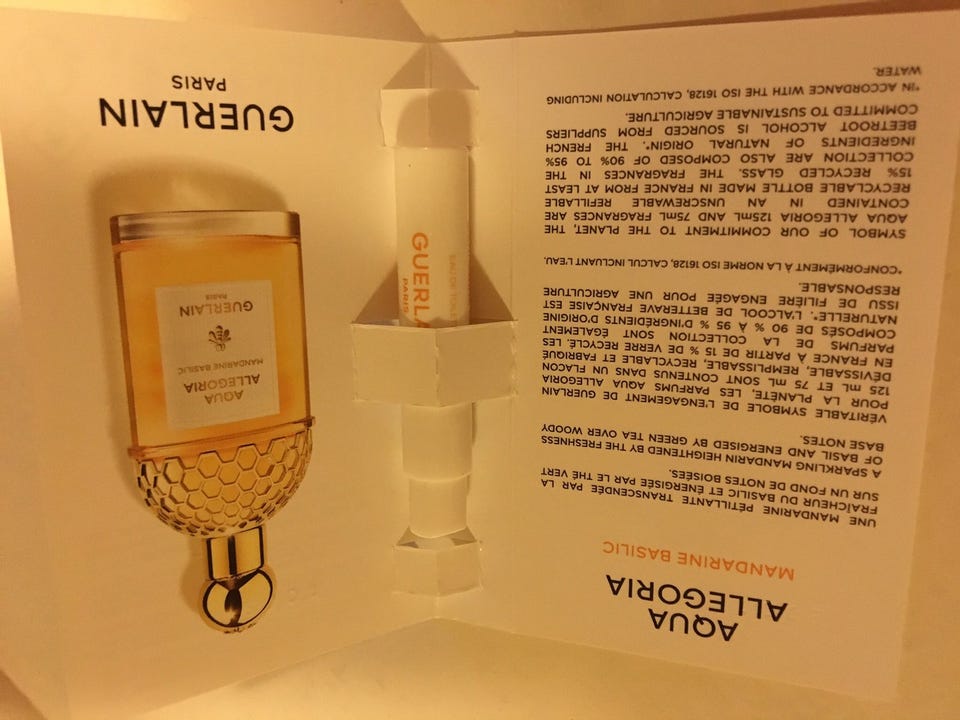 AQUA
ALLEGORIA
MANDARINE BASILIC
UNE MANDARINE PÉTILLANTE TRANSCENDÉE PAR LA
FRAÎCHEUR DU BASILIC ET ÉNERGISÉE PAR LE THÉ VERT
SUR UN FOND DE NOTES BOISÉES.
A SPARKLING MANDARIN HEIGHTENED BY THE FRESHNESS
OF BASIL AND ENERGISED BY GREEN TEA OVER WOODY
BASE NOTES.
VÉRITABLE SYMBOLE DE L'ENGAGEMENT DE GUERLAIN
POUR LA PLANÈTE, LES PARFUMS AQUA ALLEGORIA
125 mL ET 75 mL SONT CONTENUS DANS UN FLACON
DÉVISSABLE, REMPLISSABLE, RECYCLABLE ET FABRIQUÉ
EN FRANCE À PARTIR DE 15 % DE VERRE RECYCLÉ. LES
PARFUMS DE LA COLLECTION SONT ÉGALEMENT
COMPOSÉS DE 90 % À 95 % D'INGRÉDIENTS D'ORIGINE
NATURELLE*. L'ALCOOL DE BETTERAVE FRANÇAISE EST
ISSU DE FILIÈRE ENGAGÉE POUR UNE AGRICULTURE
RESPONSABLE.
*CONFORMÉMENT À LA NORME ISO 16128, CALCUL INCLUANT L'EAU.
SYMBOL OF OUR COMMITMENT TO THE PLANET, THE
AQUA ALLEGORIA 125mL AND 75mL FRAGRANCES ARE
CONTAINED IN AN UNSCREWABLE REFILLABLE
RECYCLABLE BOTTLE MADE IN FRANCE FROM AT LEAST
15% RECYCLED GLASS. THE FRAGRANCES IN THE
COLLECTION ARE ALSO COMPOSED OF 90% TO 95%
INGREDIENTS OF NATURAL ORIGIN*. THE FRENCH
BEETROOT ALCOHOL IS SOURCED FROM SUPPLIERS
COMMITTED TO SUSTAINABLE AGRICULTURE.
*IN ACCORDANCE WITH THE ISO 16128, CALCULATION INCLUDING
WATER.
EAU DE
GUERLA
PARIS
AQUA
ALLEGORIA
MANDARINE BASILIC
GUERLAIN
PARIS
GUERLAIN
PARIS